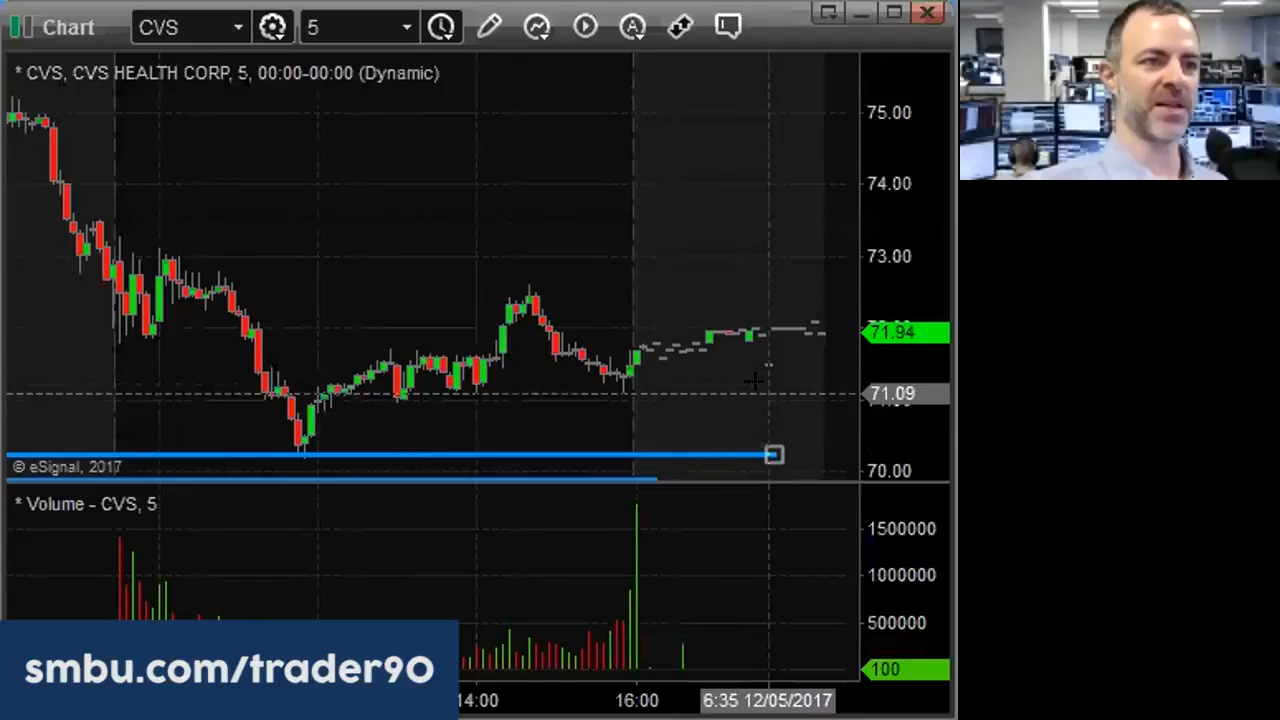 Chart
CVS
5
* CVS, CVS HEALTH CORP, 5, 00:00-00:00 (Dynamic)
75.00
74.00
73.00
71.94
71.09
70.00
© eSignal, 2017
* Volume - CVS, 5
1500000
1000000
500000
100
smbu.com/trader90
14:00
16:00
6:35 12/05/2017